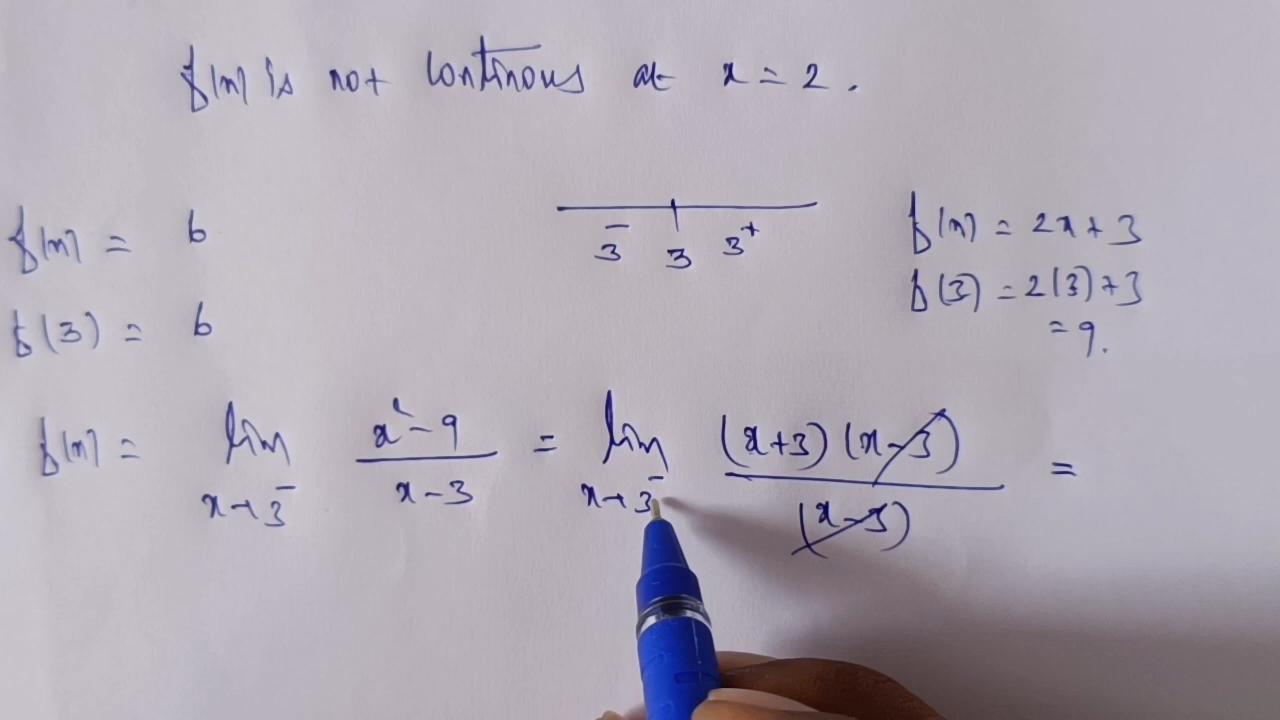 f(x) is not continous at x = 2.
f(x) = 6
3⁻ 3 3⁺
f(x) = 2x + 3
f(3) = 2(3) + 3
= 9.
f(3) = 6
f(x) = lim x→3⁻ (x² - 9)/(x - 3) = lim x→3⁻ ((x+3)(x-3))/(x-3) =